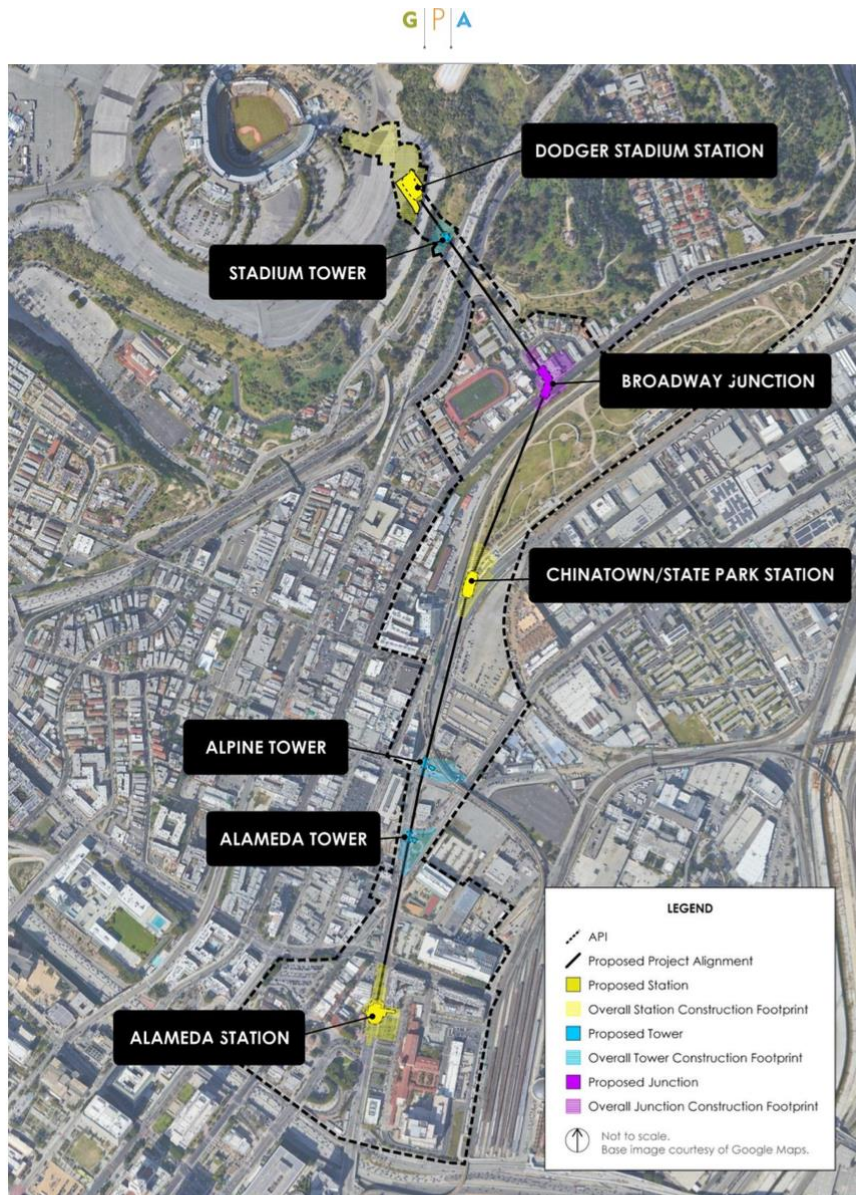 GPA
DODGER STADIUM STATION
STADIUM TOWER
BROADWAY JUNCTION
CHINATOWN/STATE PARK STATION
ALPINE TOWER
ALAMEDA TOWER
ALAMEDA STATION
LEGEND
API
Proposed Project Alignment
Proposed Station
Overall Station Construction Footprint
Proposed Tower
Overall Tower Construction Footprint
Proposed Junction
Overall Junction Construction Footprint
Not to scale.
Base image courtesy of Google Maps.